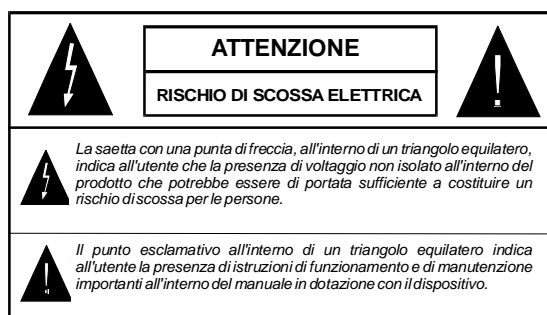 ATTENZIONE
RISCHIO DI SCOSSA ELETTRICA
La saetta con una punta di freccia, all'interno di un triangolo equilatero,
indica all'utente che la presenza di voltaggio non isolato all'interno del
prodotto che potrebbe essere di portata sufficiente a costituire un
rischio di scossa per le persone.
Il punto esclamativo all'interno di un triangolo equilatero indica
all'utente la presenza di istruzioni di funzionamento e di manutenzione
importanti all'interno del manuale in dotazione con il dispositivo.